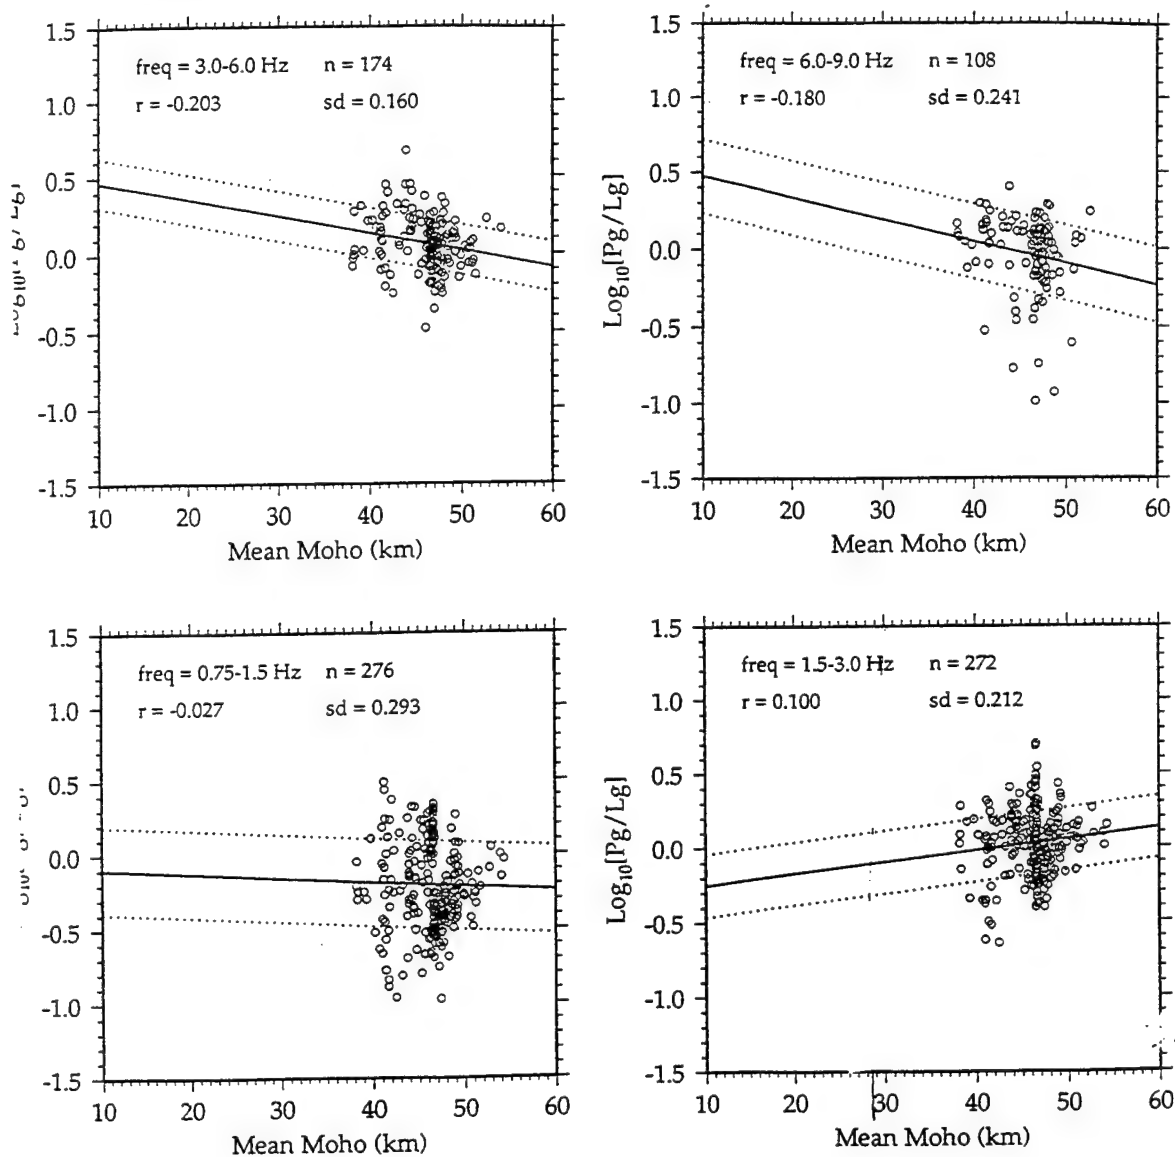 freq = 3.0-6.0 Hz n = 174
r = -0.203 sd = 0.160
1.5
1.0
0.5
0.0
-0.5
-1.0
-1.5
10 20 30 40 50 60
Mean Moho (km)
freq = 6.0-9.0 Hz n = 108
r = -0.180 sd = 0.241
Log10[Pg/Lg]
1.5
1.0
0.5
0.0
-0.5
-1.0
-1.5
10 20 30 40 50 60
Mean Moho (km)
freq = 0.75-1.5 Hz n = 276
r = -0.027 sd = 0.293
1.5
1.0
0.5
0.0
-0.5
-1.0
-1.5
10 20 30 40 50 60
Mean Moho (km)
freq = 1.5-3.0 Hz n = 272
r = 0.100 sd = 0.212
Log10[Pg/Lg]
1.5
1.0
0.5
0.0
-0.5
-1.0
-1.5
10 20 30 40 50 60
Mean Moho (km)